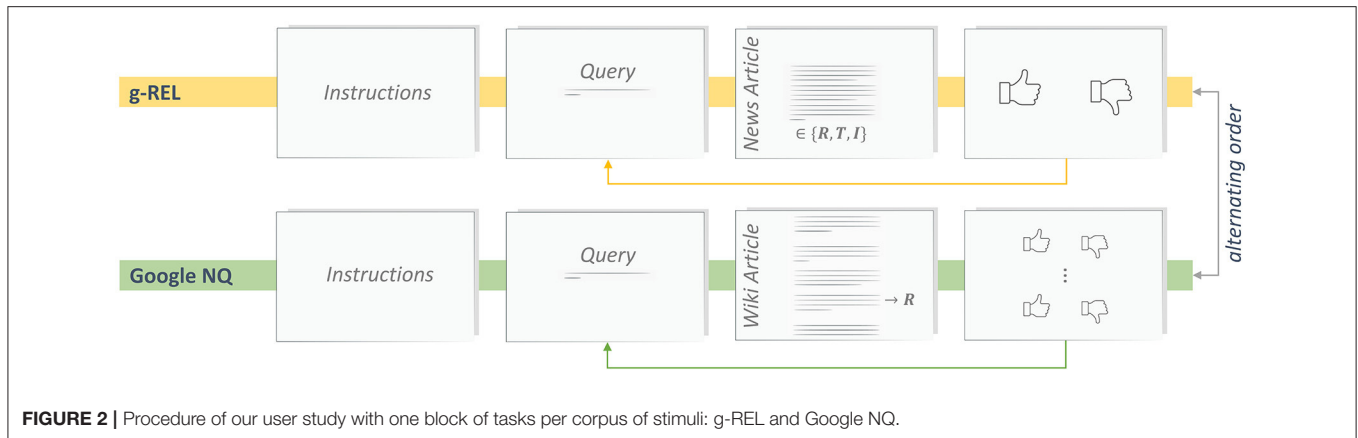 g-REL
Instructions
Query
News Article
∈ {R, T, I}
alternating order
Google NQ
Instructions
Query
Wiki Article
→ R
...
FIGURE 2 | Procedure of our user study with one block of tasks per corpus of stimuli: g-REL and Google NQ.